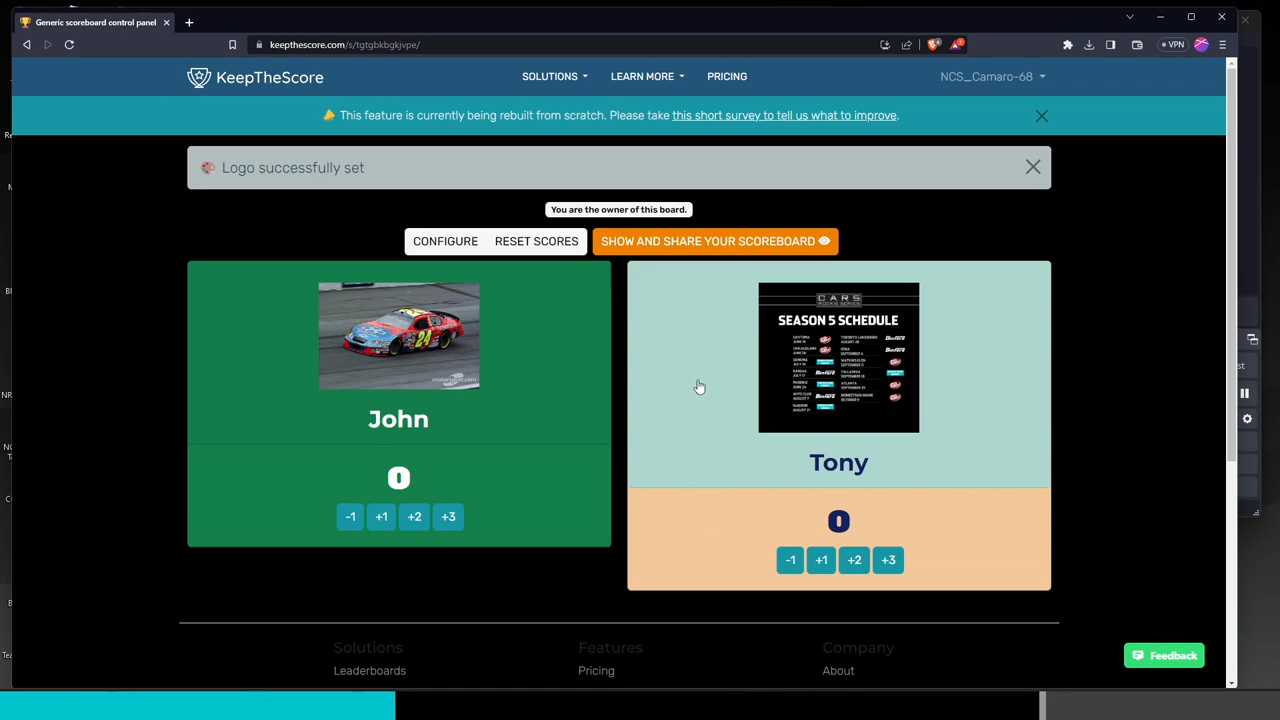 Generic scoreboard control panel
keepthescore.com/s/tgtgbkbgkjvpe/
VPN
KeepTheScore
SOLUTIONS
LEARN MORE
PRICING
NCS_Camaro-68
This feature is currently being rebuilt from scratch. Please take this short survey to tell us what to improve.
Logo successfully set
You are the owner of this board.
CONFIGURE
RESET SCORES
SHOW AND SHARE YOUR SCOREBOARD
24
CARS
SEASON 5 SCHEDULE
John
Tony
0
-1
+1
+2
+3
0
-1
+1
+2
+3
Solutions
Features
Company
Leaderboards
Pricing
About
Feedback